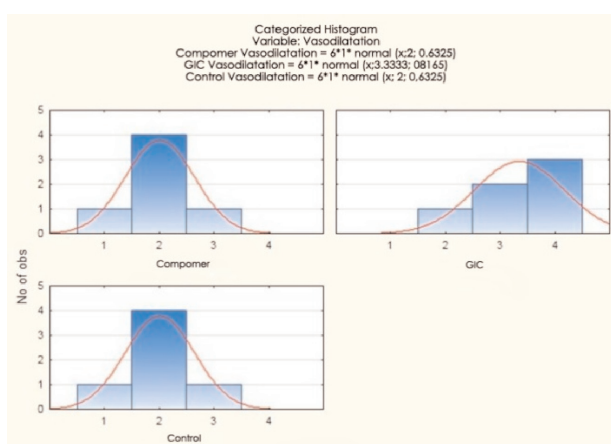 Categorized Histogram
Variable: Vasodilatation
Compomer Vasodilatation = 6*1* normal (x;2; 0.6325)
GIC Vasodilatation = 6*1* normal (x;3.3333; 08165)
Control Vasodilatation = 6*1* normal (x; 2; 0,6325)
5
4
3
2
1
0
1 2 3 4
Compomer
1 2 3 4
GIC
No of obs
5
4
3
2
1
0
1 2 3 4
Control